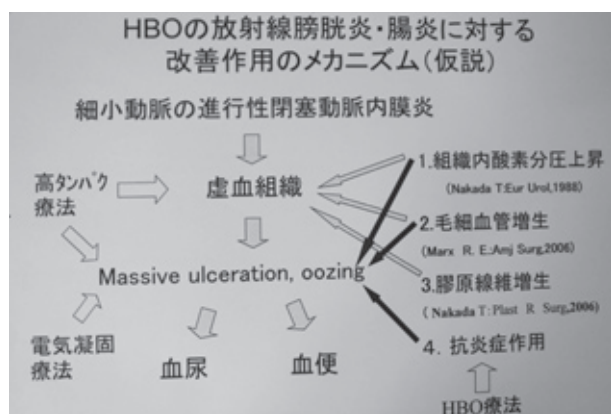 HBOの放射線膀胱炎・腸炎に対する
改善作用のメカニズム(仮説)
細小動脈の進行性閉塞動脈内膜炎
高タンパク
療法
虚血組織
1.組織内酸素分圧上昇
(Nakada T:Eur Urol,1988)
2.毛細血管増生
(Marx R. E.:Amj Surg,2006)
Massive ulceration, oozing
3.膠原線維増生
( Nakada T: Plast R Surg,2006)
電気凝固
療法
血尿
血便
4. 抗炎症作用
HBO療法